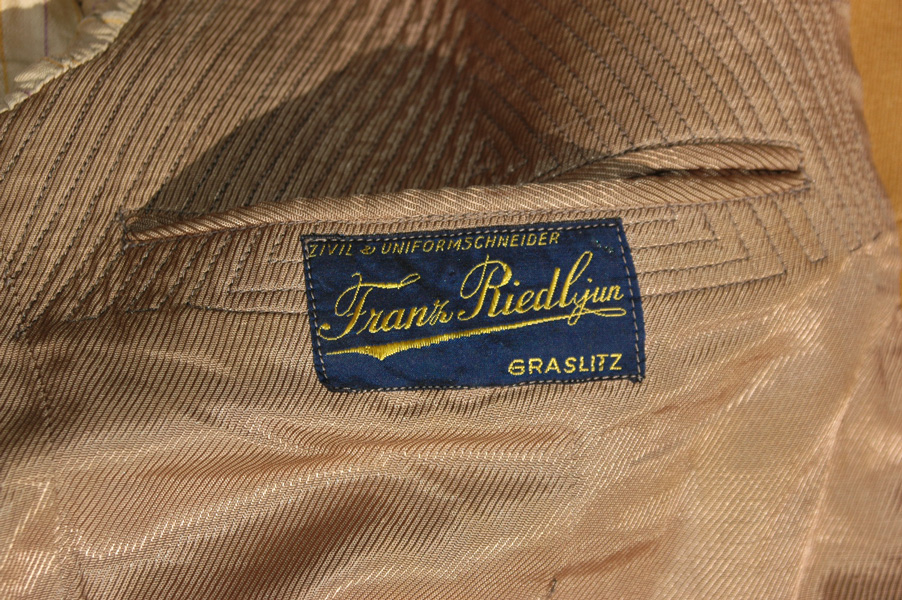 ZIVIL & UNIFORMSCHNEIDER
Franz Riedl, jun
GRASLITZ